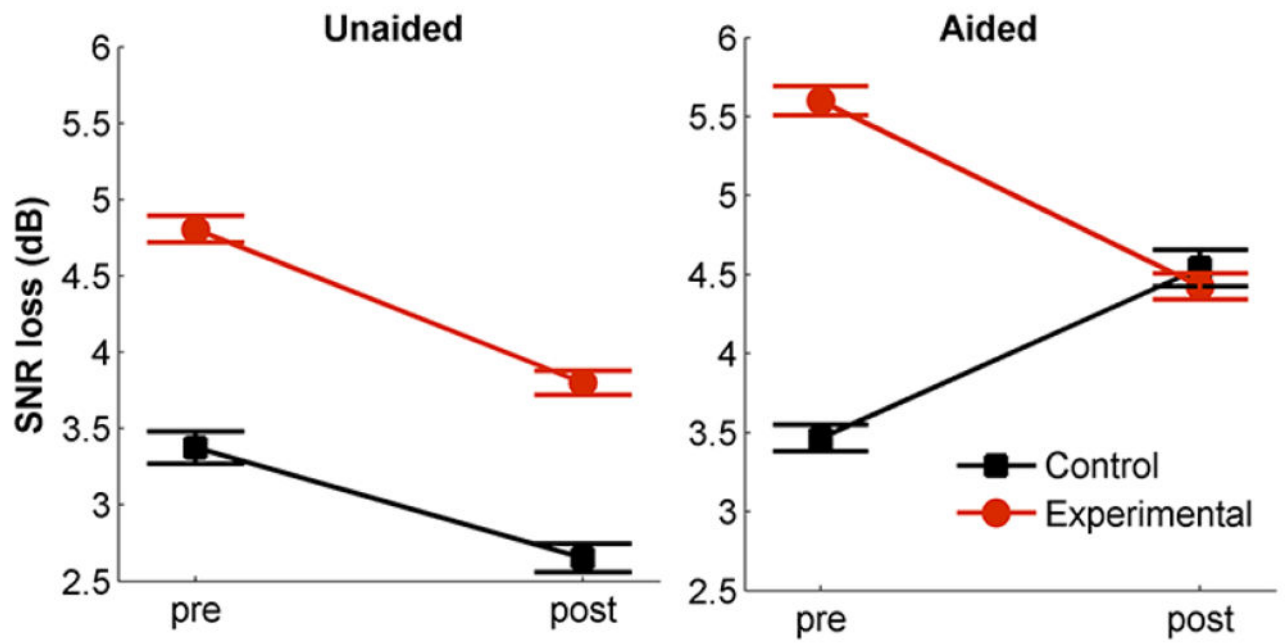 Unaided
SNR loss (dB)
6
5.5
5
4.5
4
3.5
3
2.5
pre
post
Aided
6
5.5
5
4.5
4
3.5
3
2.5
Control
Experimental
pre
post